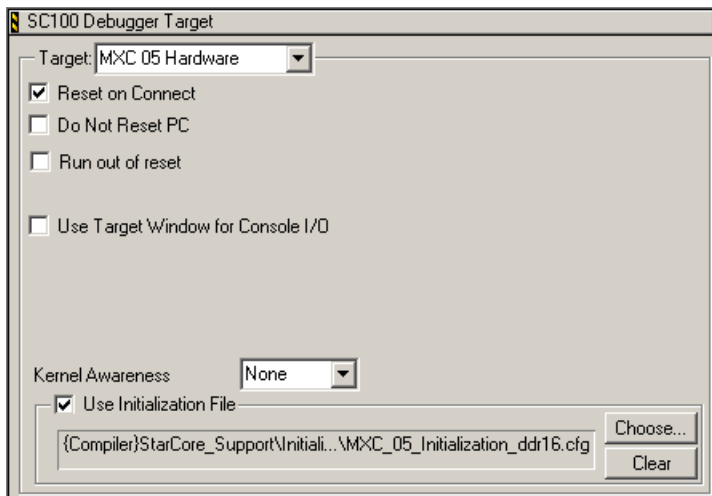 SC100 Debugger Target
Target: MXC 05 Hardware
Reset on Connect
Do Not Reset PC
Run out of reset
Use Target Window for Console I/O
Kernel Awareness None
Use Initialization File
{Compiler}StarCore_Support\Initiali...\MXC_05_Initialization_ddr16.cfg
Choose...
Clear